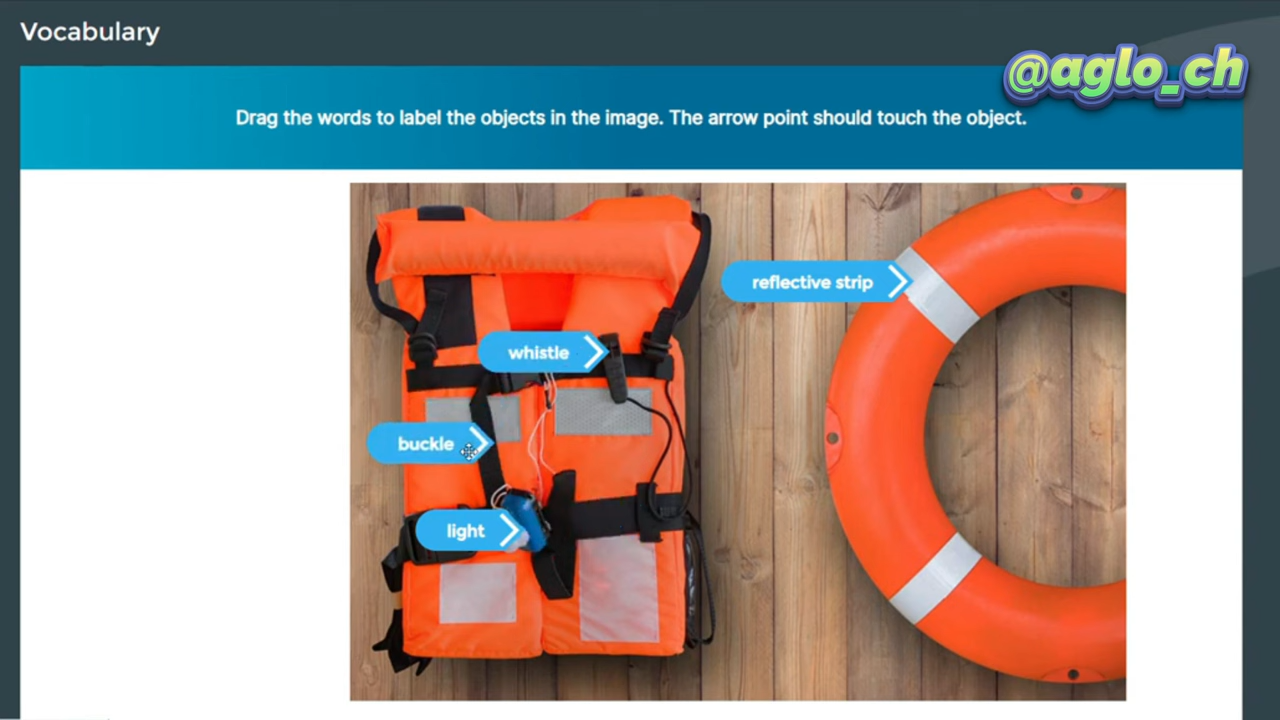 Vocabulary
@aglo_ch
Drag the words to label the objects in the image. The arrow point should touch the object.
reflective strip
whistle
buckle
light